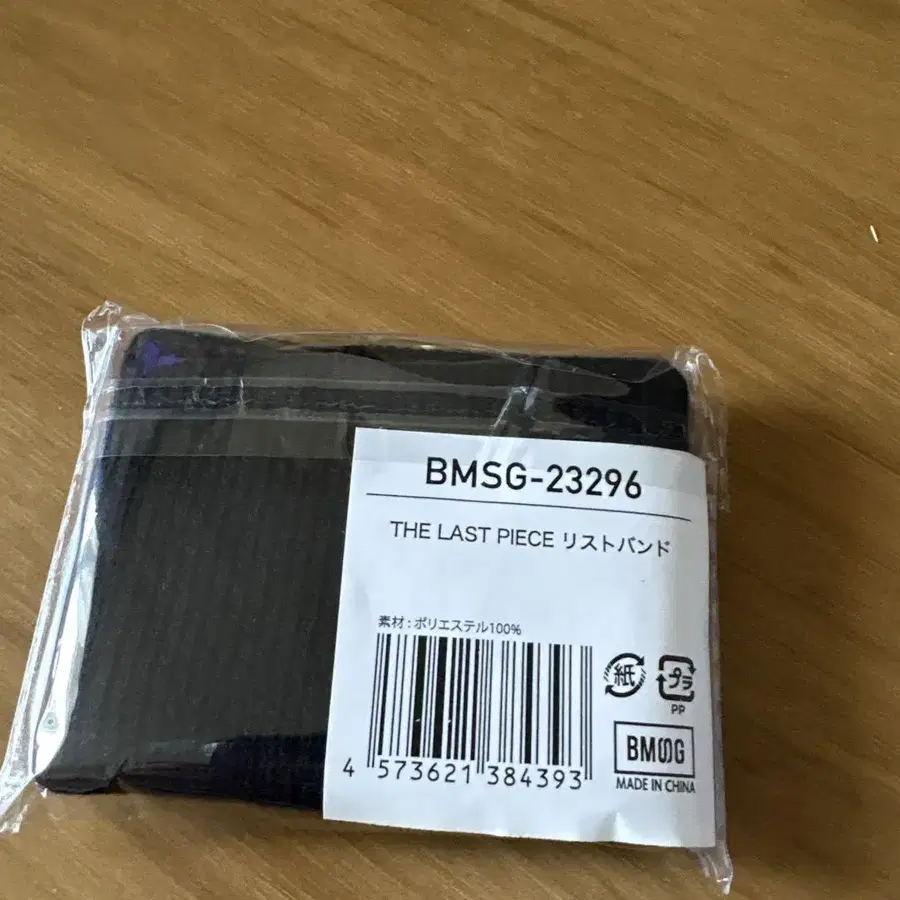 BMSG-23296
THE LAST PIECE リストバンド
素材:ポリエステル100%
4 573621 384393
紙
プラ
PP
BMSG
MADE IN CHINA